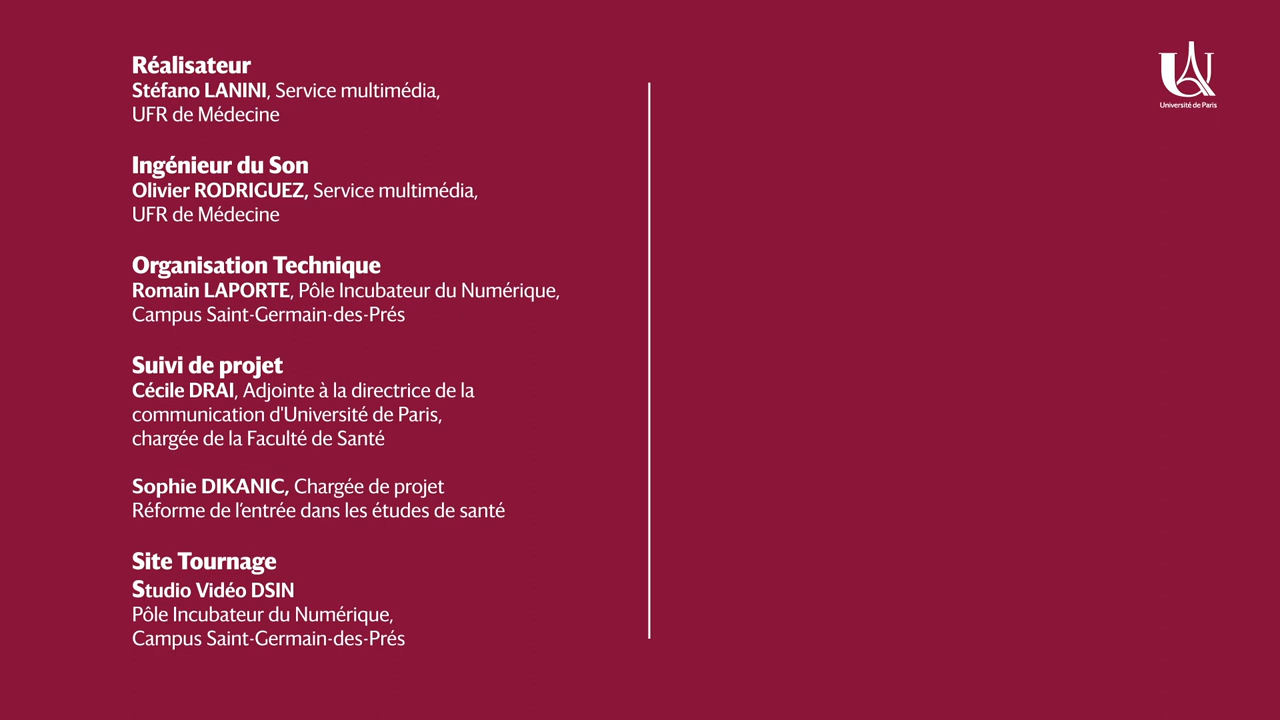 Réalisateur
Stéfano LANINI, Service multimédia,
UFR de Médecine
Ingénieur du Son
Olivier RODRIGUEZ, Service multimédia,
UFR de Médecine
Organisation Technique
Romain LAPORTE, Pôle Incubateur du Numérique,
Campus Saint-Germain-des-Prés
Suivi de projet
Cécile DRAI, Adjointe à la directrice de la
communication d'Université de Paris,
chargée de la Faculté de Santé
Sophie DIKANIC, Chargée de projet
Réforme de l’entrée dans les études de santé
Site Tournage
Studio Vidéo DSIN
Pôle Incubateur du Numérique,
Campus Saint-Germain-des-Prés
Université de Paris